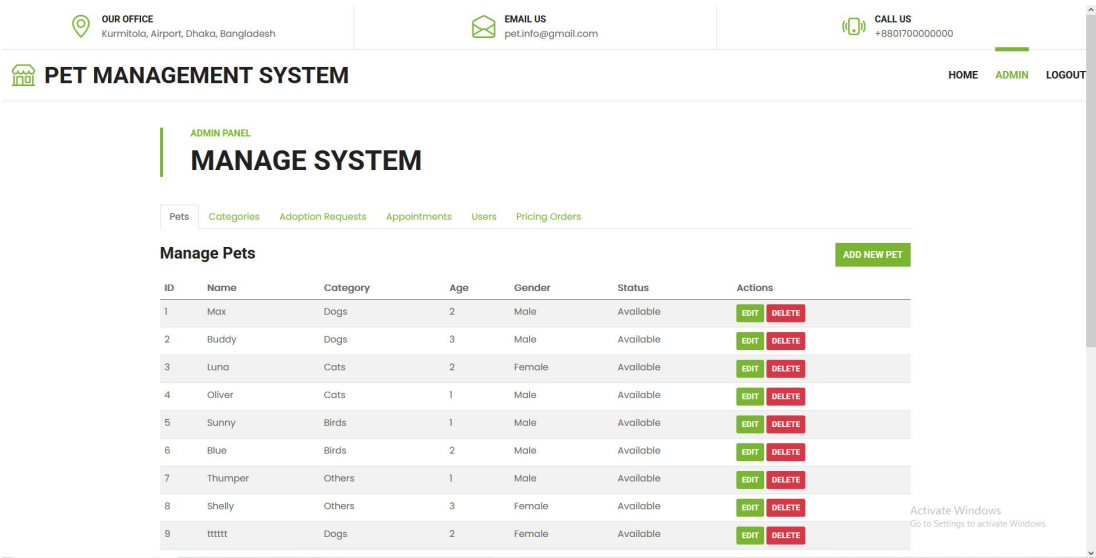 OUR OFFICE
Kurmitola, Airport, Dhaka, Bangladesh
EMAIL US
pet.info@gmail.com
CALL US
+8801700000000
PET MANAGEMENT SYSTEM
HOME ADMIN LOGOUT
ADMIN PANEL
MANAGE SYSTEM
Pets Categories Adoption Requests Appointments Users Pricing Orders
Manage Pets
ADD NEW PET
ID Name Category Age Gender Status Actions
1 Max Dogs 2 Male Available EDIT DELETE
2 Buddy Dogs 3 Male Available EDIT DELETE
3 Luna Cats 2 Female Available EDIT DELETE
4 Oliver Cats 1 Male Available EDIT DELETE
5 Sunny Birds 1 Male Available EDIT DELETE
6 Blue Birds 2 Male Available EDIT DELETE
7 Thumper Others 1 Male Available EDIT DELETE
8 Shelly Others 3 Female Available EDIT DELETE
9 tttttt Dogs 2 Female Available EDIT DELETE
Activate Windows
Go to Settings to activate Windows.